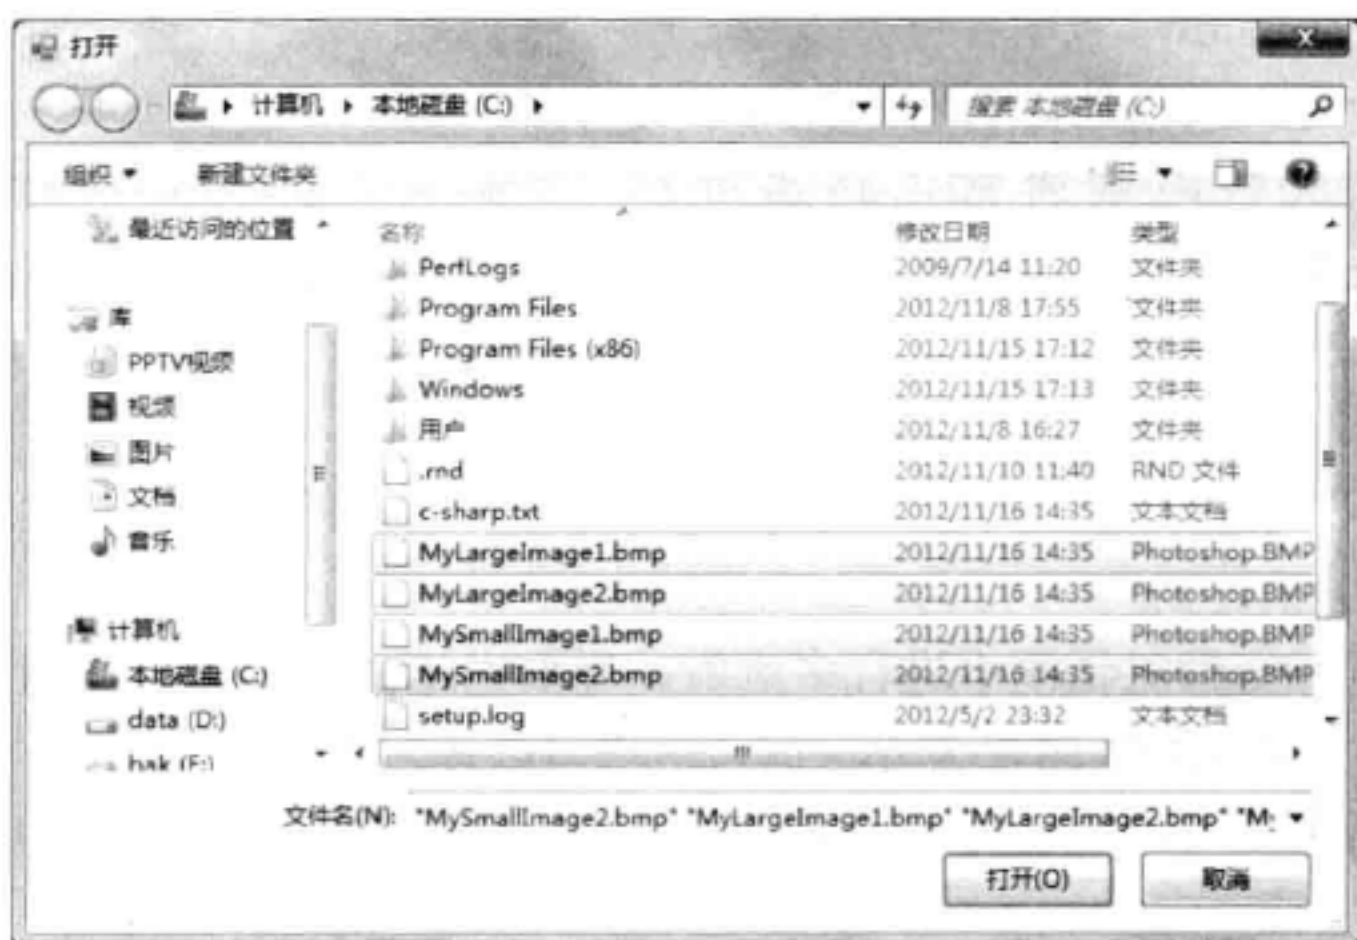 打开
计算机 本地磁盘 (C:)
搜索 本地磁盘 (C:)
组织 新建文件夹
最近访问的位置
库
PPTV视频
视频
图片
文档
音乐
计算机
本地磁盘 (C:)
data (D:)
名称 修改日期 类型
PerfLogs 2009/7/14 11:20 文件夹
Program Files 2012/11/8 17:55 文件夹
Program Files (x86) 2012/11/15 17:12 文件夹
Windows 2012/11/15 17:13 文件夹
用户 2012/11/8 16:27 文件夹
.rnd 2012/11/10 11:40 RND 文件
c-sharp.txt 2012/11/16 14:35 文本文档
MyLargeImage1.bmp 2012/11/16 14:35 Photoshop.BMP
MyLargeImage2.bmp 2012/11/16 14:35 Photoshop.BMP
MySmallImage1.bmp 2012/11/16 14:35 Photoshop.BMP
MySmallImage2.bmp 2012/11/16 14:35 Photoshop.BMP
setup.log 2012/5/2 23:32 文本文档
文件名(N): "MySmallImage2.bmp" "MyLargeImage1.bmp" "MyLargeImage2.bmp" "M
打开(O) 取消